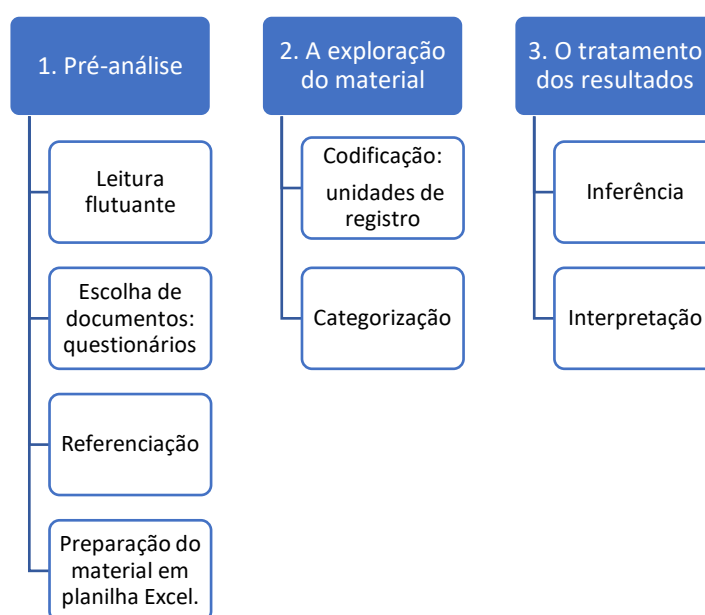 1. Pré-análise
Leitura
flutuante
Escolha de
documentos:
questionários
Referenciação
Preparação do
material em
planilha Excel.
2. A exploração
do material
Codificação:
unidades de
registro
Categorização
3. O tratamento
dos resultados
Inferência
Interpretação